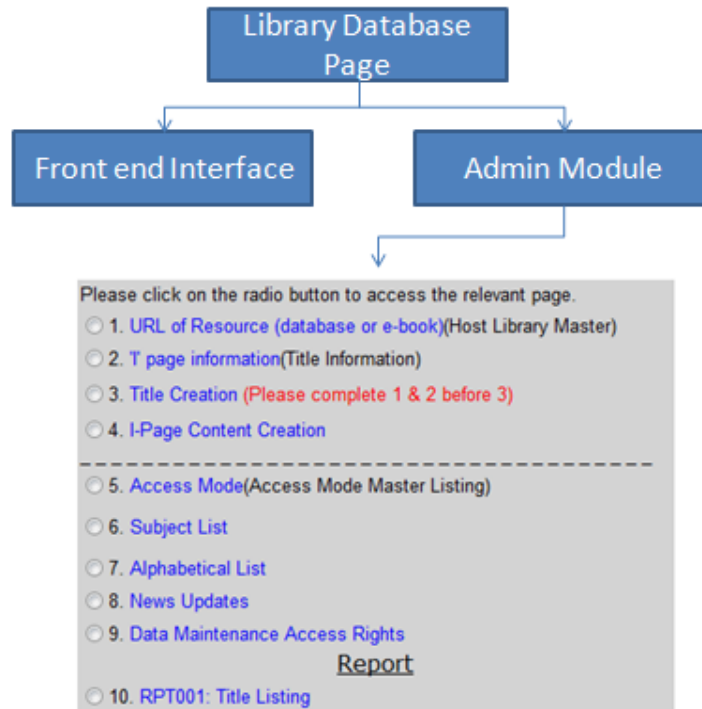 Library Database
Page
Front end Interface
Admin Module
Please click on the radio button to access the relevant page.
1. URL of Resource (database or e-book)(Host Library Master)
2. 'I' page information(Title Information)
3. Title Creation (Please complete 1 & 2 before 3)
4. I-Page Content Creation
5. Access Mode(Access Mode Master Listing)
6. Subject List
7. Alphabetical List
8. News Updates
9. Data Maintenance Access Rights
Report
10. RPT001: Title Listing